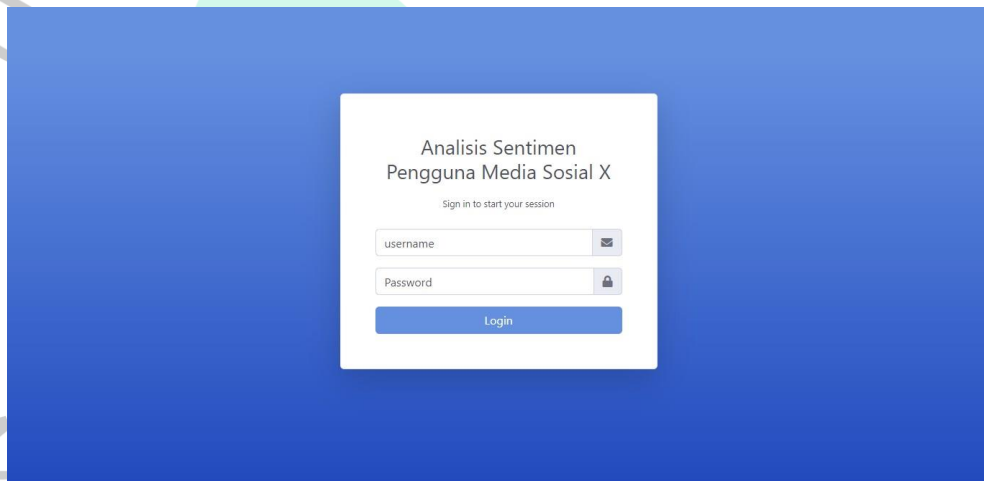 Analisis Sentimen
Pengguna Media Sosial X
Sign in to start your session
username
Password
Login